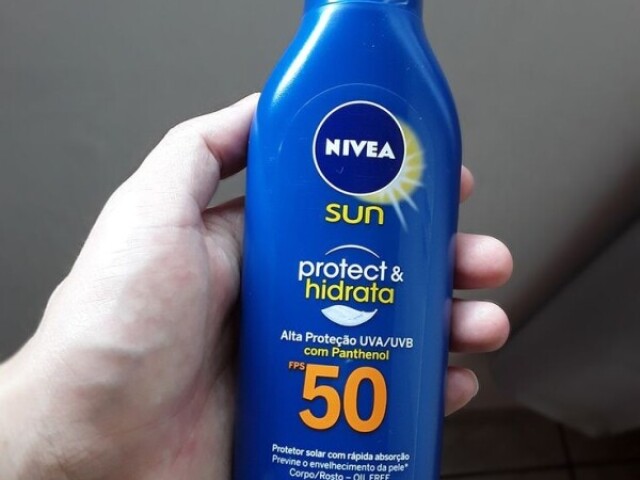 NIVEA
sun
protect &
hidrata
Alta Proteção UVA/UVB
com Panthenol
FPS 50
Protetor solar com rápida absorção
Previne o envelhecimento da pele*
Corpo/Rosto - OIL FREE